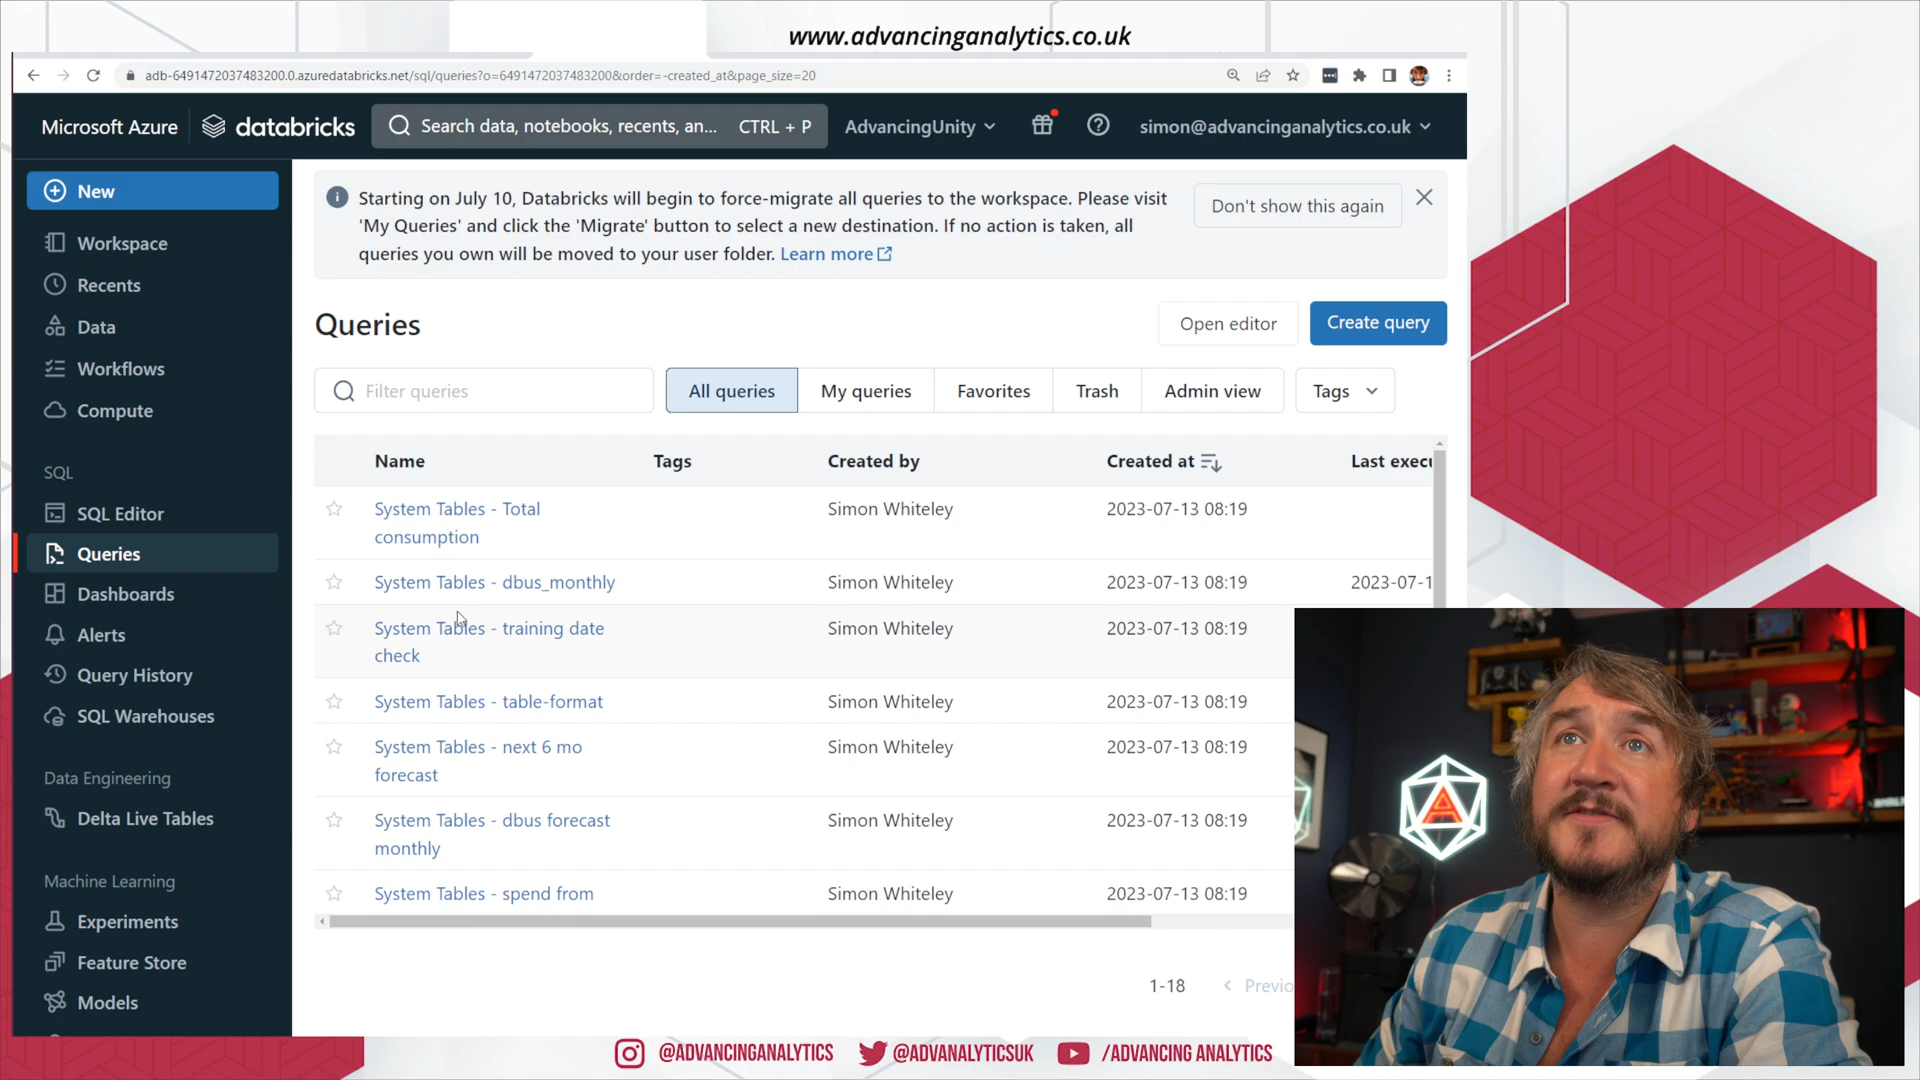 www.advancinganalytics.co.uk
adb-6491472037483200.0.azuredatabricks.net/sql/queries?o=6491472037483200&order=-created_at&page_size=20
Microsoft Azure
databricks
Search data, notebooks, recents, an...
CTRL + P
AdvancingUnity
simon@advancinganalytics.co.uk
New
Workspace
Recents
Data
Workflows
Compute
SQL
SQL Editor
Queries
Dashboards
Alerts
Query History
SQL Warehouses
Data Engineering
Delta Live Tables
Machine Learning
Experiments
Feature Store
Models
Starting on July 10, Databricks will begin to force-migrate all queries to the workspace. Please visit
'My Queries' and click the 'Migrate' button to select a new destination. If no action is taken, all
queries you own will be moved to your user folder. Learn more
Don't show this again
Queries
Open editor
Create query
Filter queries
All queries
My queries
Favorites
Trash
Admin view
Tags
Name
Tags
Created by
Created at
Last execu
System Tables - Total
consumption
Simon Whiteley
2023-07-13 08:19
System Tables - dbus_monthly
Simon Whiteley
2023-07-13 08:19
2023-07-1
System Tables - training date
check
Simon Whiteley
2023-07-13 08:19
System Tables - table-format
Simon Whiteley
2023-07-13 08:19
System Tables - next 6 mo
forecast
Simon Whiteley
2023-07-13 08:19
System Tables - dbus forecast
monthly
Simon Whiteley
2023-07-13 08:19
System Tables - spend from
Simon Whiteley
2023-07-13 08:19
1-18
Previo
A
@ADVANCINGANALYTICS
@ADVANALYTICSUK
/ADVANCING ANALYTICS